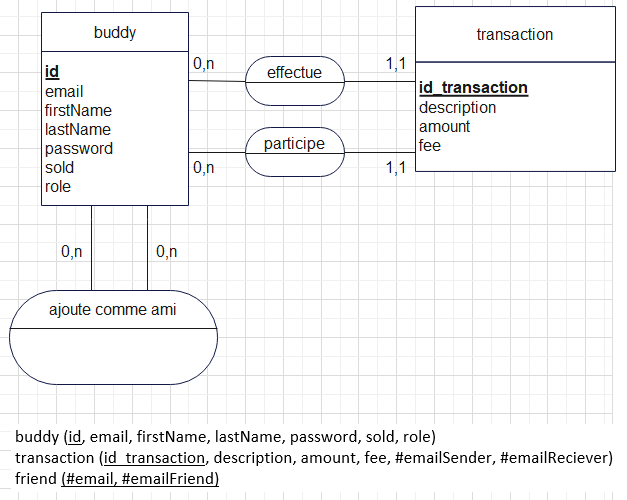 buddy
id
email
firstName
lastName
password
sold
role
0,n
effectue
1,1
0,n
participe
1,1
transaction
id_transaction
description
amount
fee
0,n
0,n
ajoute comme ami
buddy (id, email, firstName, lastName, password, sold, role)
transaction (id_transaction, description, amount, fee, #emailSender, #emailReciever)
friend (#email, #emailFriend)